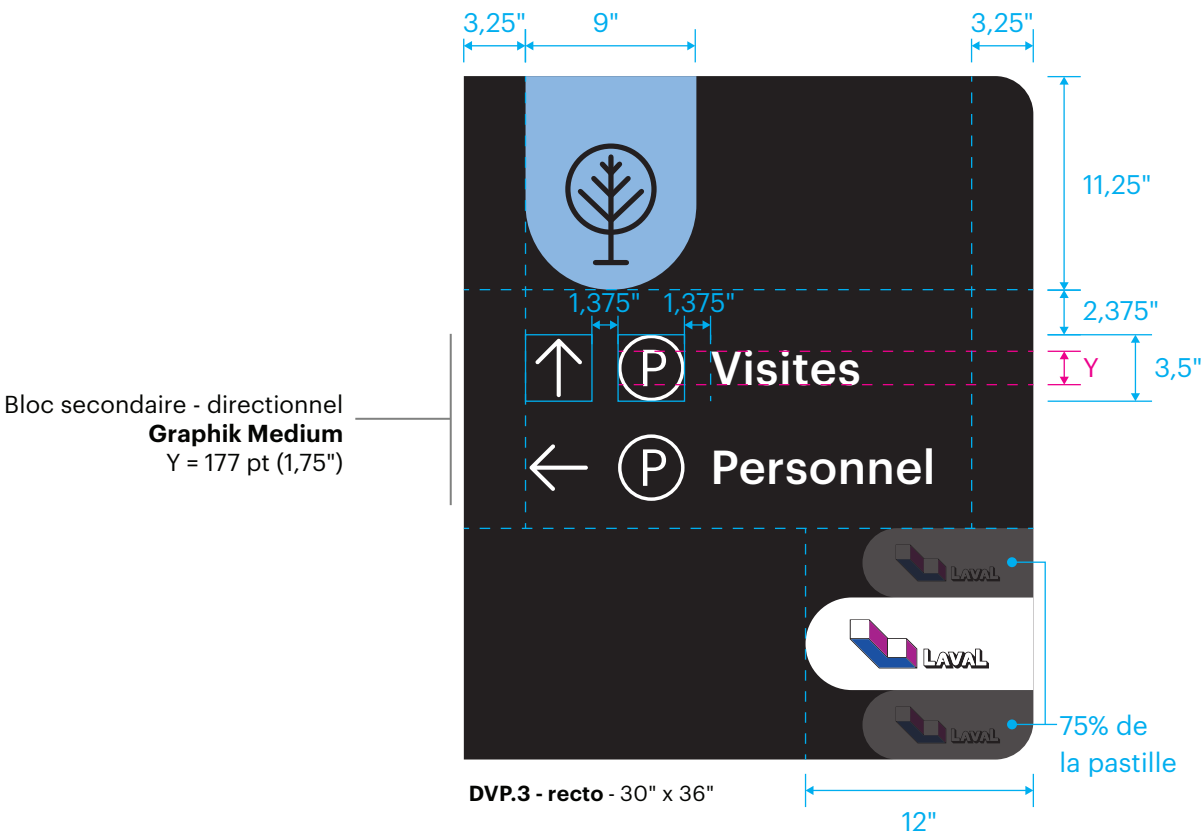 3,25"
9"
3,25"
11,25"
1,375"
1,375"
2,375"
P
Visites
Y
3,5"
Bloc secondaire - directionnel
Graphik Medium
Y = 177 pt (1,75")
P
Personnel
LAVAL
LAVAL
LAVAL
75% de
la pastille
DVP.3 - recto - 30" x 36"
12"